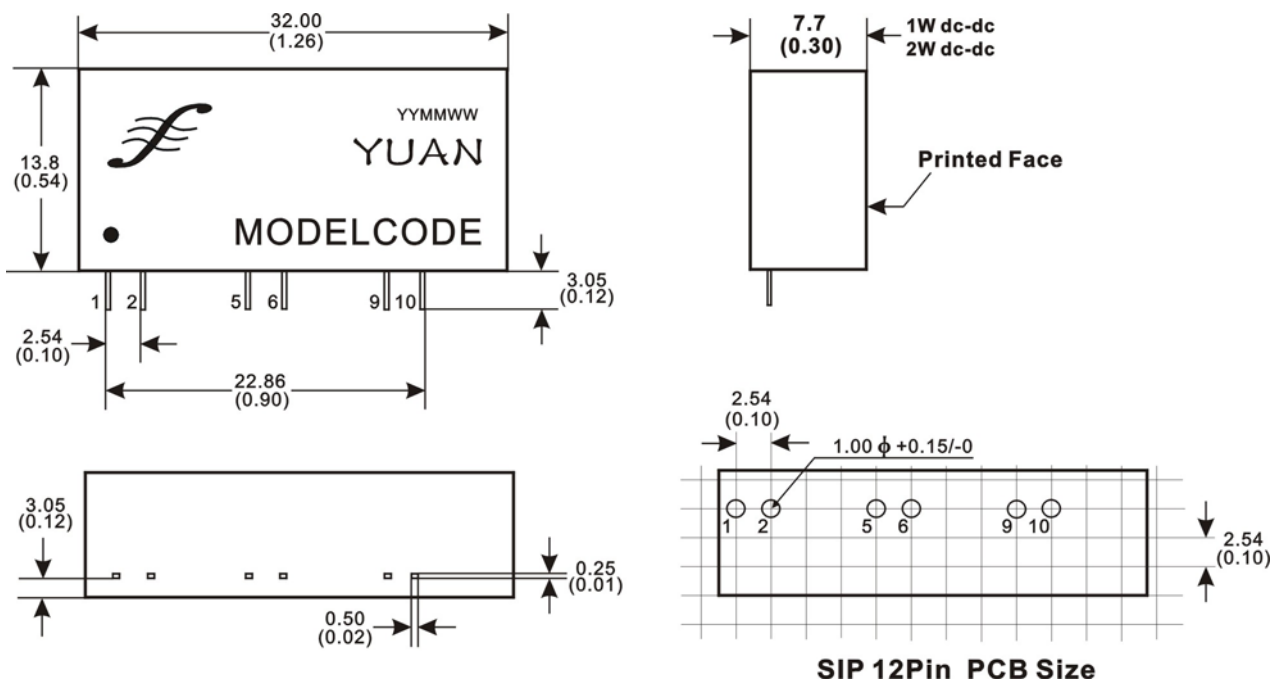 32.00
(1.26)
13.8
(0.54)
YYMMWW
YUAN
MODELCODE
1 2 5 6 9 10
3.05
(0.12)
2.54
(0.10)
22.86
(0.90)
7.7
(0.30)
1W dc-dc
2W dc-dc
Printed Face
3.05
(0.12)
0.25
(0.01)
0.50
(0.02)
2.54
(0.10)
1.00 ϕ +0.15/-0
1 2 5 6 9 10
2.54
(0.10)
SIP 12Pin PCB Size